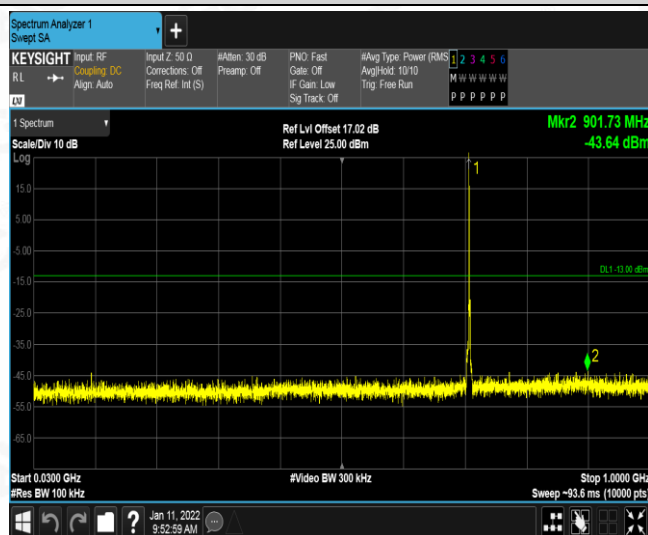 Spectrum Analyzer 1
Swept SA
+
KEYSIGHT Input: RF Input Z: 50 Ω #Atten: 30 dB PNO: Fast #Avg Type: Power (RMS 1 2 3 4 5 6
RL Coupling: DC Corrections: Off Preamp: Off Gate: Off Avg|Hold: 10/10 M W W W W W
Align: Auto Freq Ref: Int (S) IF Gain: Low Trig: Free Run
Sig Track: Off P P P P P P
LXI
1 Spectrum Ref Lvl Offset 17.02 dB Mkr2 901.73 MHz
Scale/Div 10 dB Ref Level 25.00 dBm -43.64 dBm
Log
1
15.0
5.00
-5.00
DL1 -13.00 dBm
-15.0
-25.0
-35.0
2
-45.0
-55.0
-65.0
Start 0.0300 GHz #Video BW 300 kHz Stop 1.0000 GHz
#Res BW 100 kHz Sweep ~93.6 ms (10000 pts)
? Jan 11, 2022
9:52:59 AM